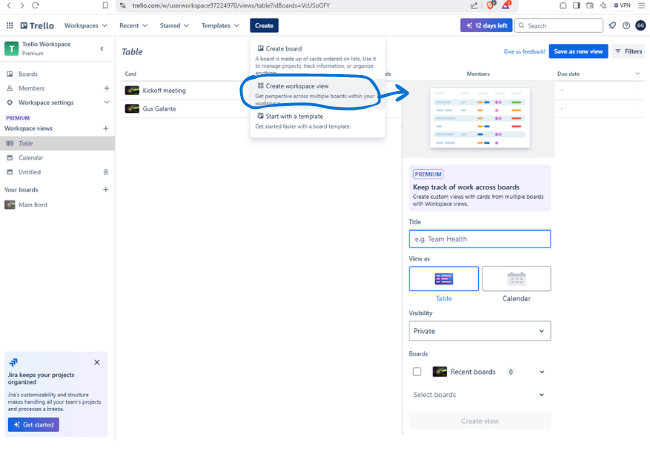 trello.com/w/userworkspace97224970/views/table?idBoards=VcUSoGFY
VPN
Trello
Workspaces
Recent
Starred
Templates
Create
12 days left
Search
GG
T
Trello Workspace
Premium
Boards
Members
Workspace settings
PREMIUM
Workspace views
Table
Calendar
Untitled
Your boards
Main Bord
Jira keeps your projects
organized
Jira's customizability and structure
makes handling all your team's projects
and processes a breeze.
Get started
Table
Give us feedback!
Save as new view
Filters
Card
Members
Due date
Kickoff meeting
-
Gus Galante
-
Create board
A board is made up of cards ordered on lists. Use it
to manage projects, track information, or organize
anything.
Create workspace view
Get perspective across multiple boards within your
workspace.
Start with a template
Get started faster with a board template.
PREMIUM
Keep track of work across boards
Create custom views with cards from multiple boards
with Workspace views.
Title
e.g. Team Health
View as
Table
Calendar
Visibility
Private
Boards
Recent boards
0
Select boards
Create view